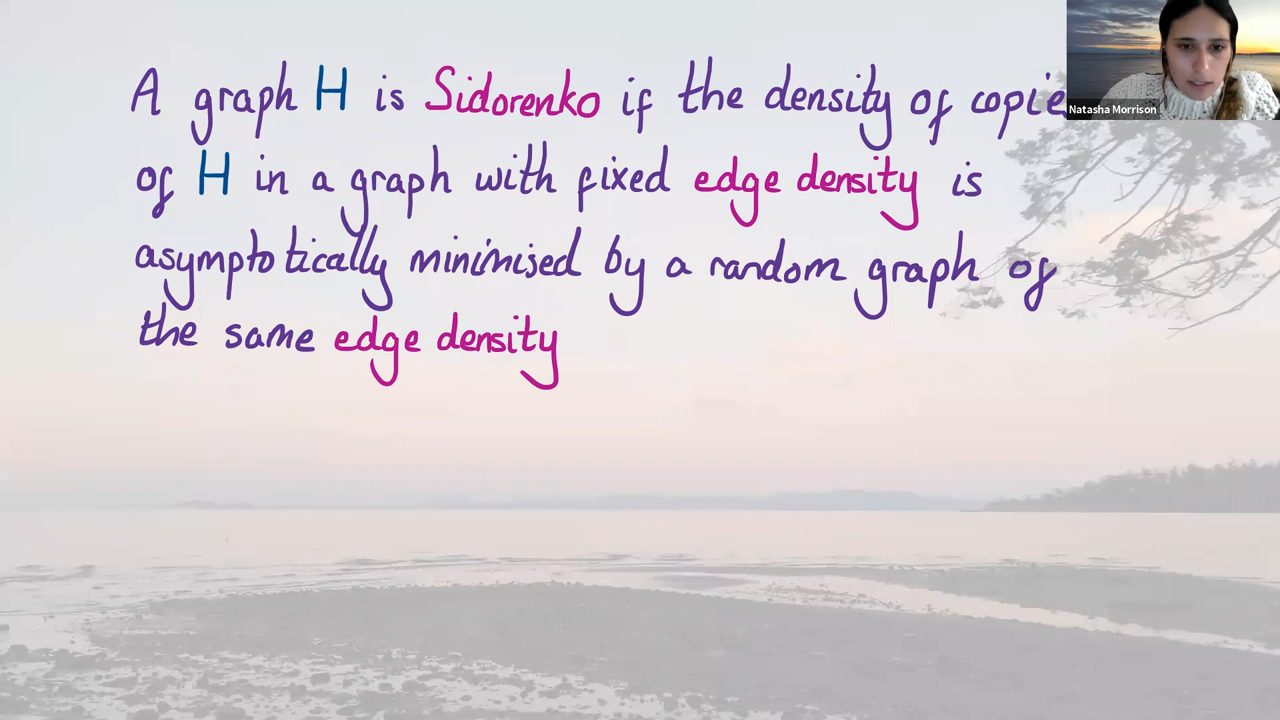 A graph H is Sidorenko if the density of copie
of H in a graph with fixed edge density is
asymptotically minimised by a random graph of
the same edge density
Natasha Morrison